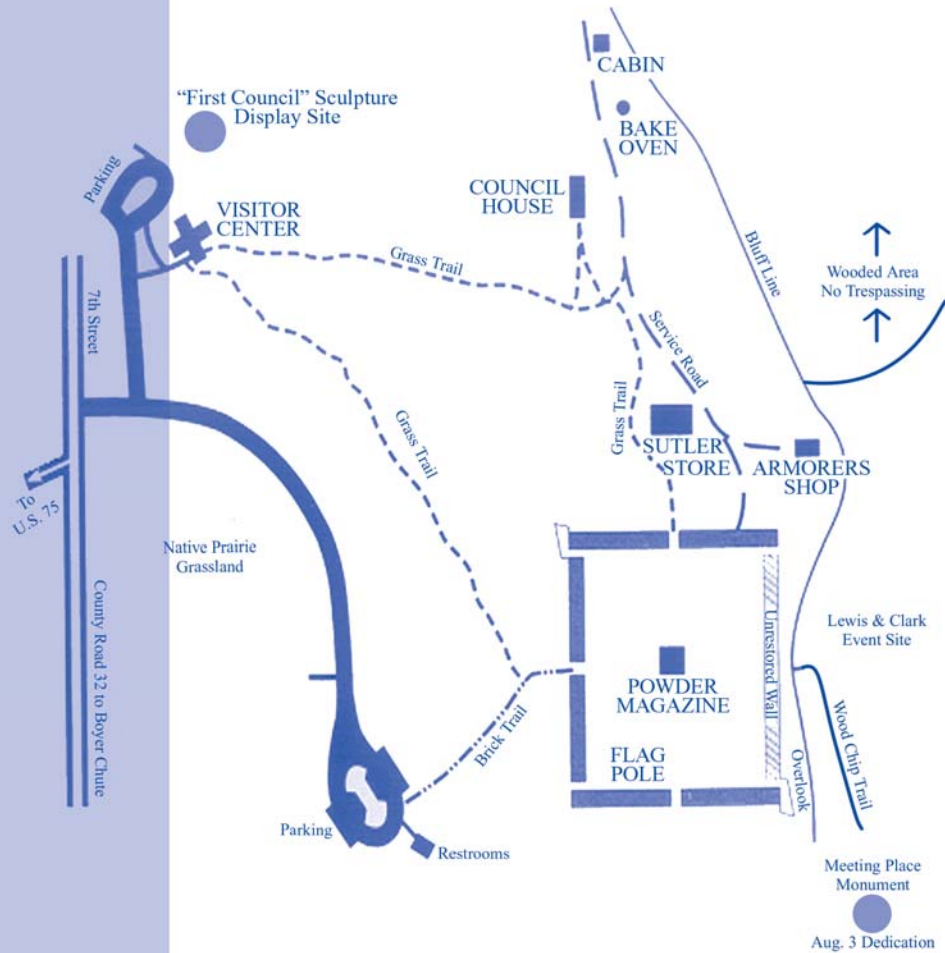 CABIN
“First Council” Sculpture
Display Site
BAKE
OVEN
Parking
COUNCIL
HOUSE
VISITOR
CENTER
Grass Trail
Bluff Line
Wooded Area
No Trespassing
7th Street
Service Road
Grass Trail
Grass Trail
SUTLER
STORE
ARMORERS
SHOP
To
U.S. 75
Native Prairie
Grassland
County Road 32 to Boyer Chute
Unrestored Wall
Lewis & Clark
Event Site
POWDER
MAGAZINE
Brick Trail
FLAG
POLE
Overlook
Wood Chip Trail
Parking
Restrooms
Meeting Place
Monument
Aug. 3 Dedication